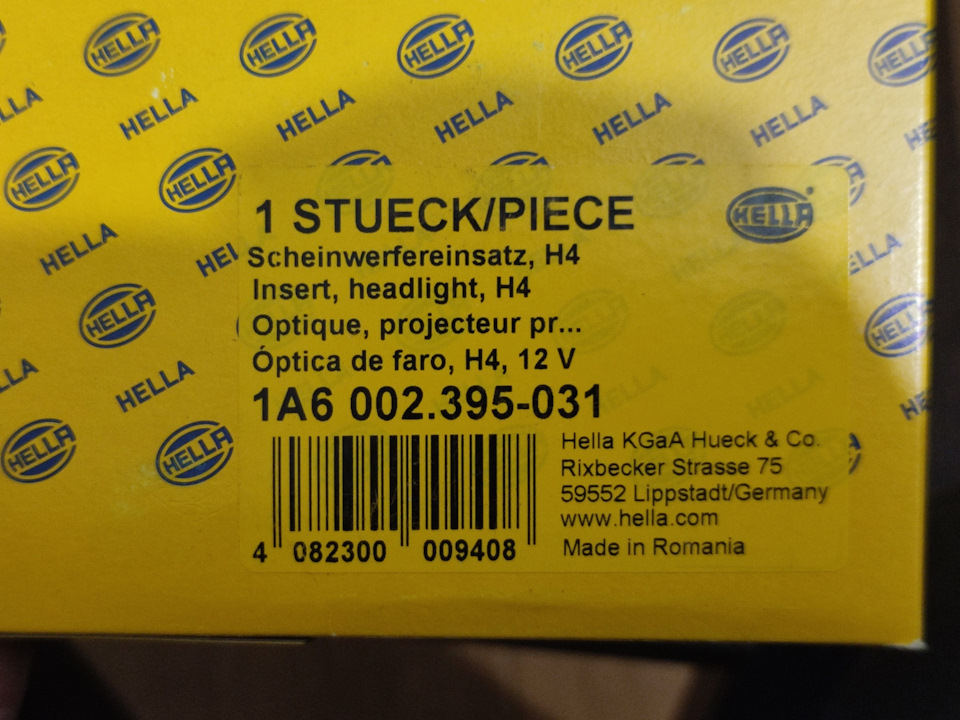 1 STUECK/PIECE
HELLA
Scheinwerfereinsatz, H4
Insert, headlight, H4
Optique, projecteur pr...
Óptica de faro, H4, 12 V
1A6 002.395-031
Hella KGaA Hueck & Co.
Rixbecker Strasse 75
59552 Lippstadt/Germany
www.hella.com
Made in Romania
4 082300 009408